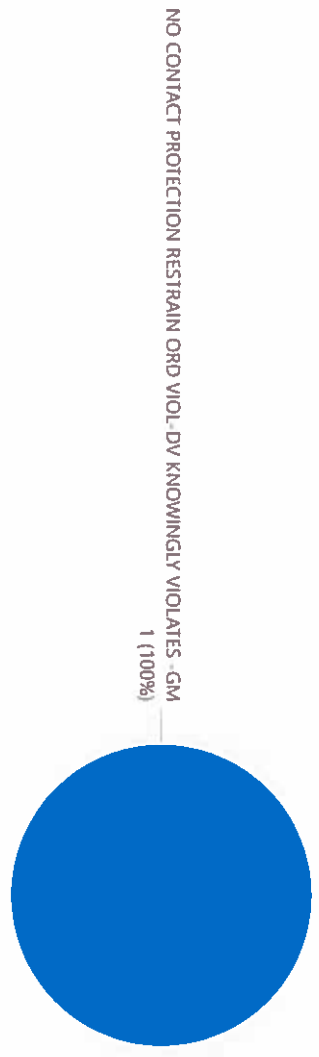 NO CONTACT PROTECTION RESTRAIN ORD VIOL-DV KNOWINGLY VIOLATES -GM
1 (100%)